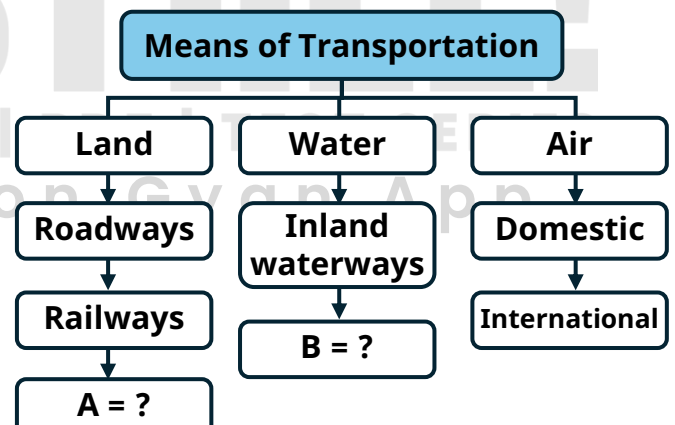 Means of Transportation
Land
Water
Air
Roadways
Inland
waterways
Domestic
Railways
B = ?
International
A = ?